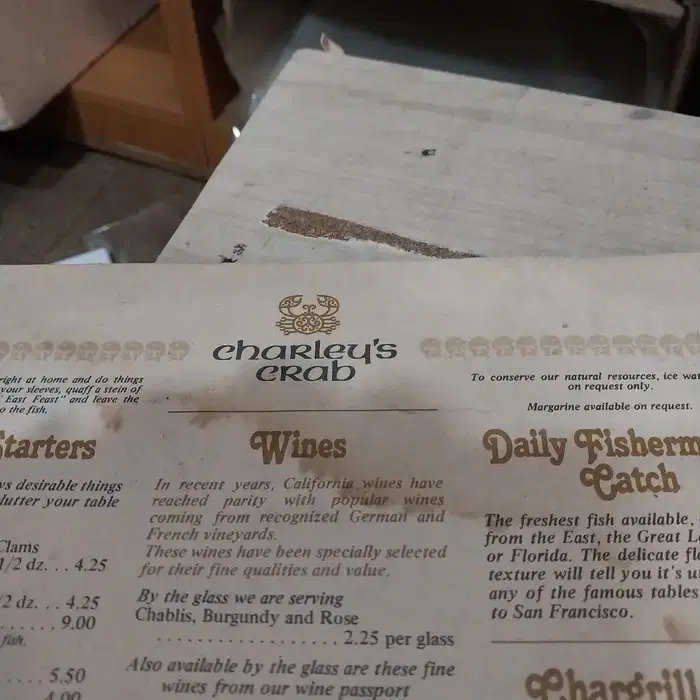 charley's
crab
right at home and do things
your sleeves, quaff a stein of
East Feast" and leave the
o the fish.
Starters
ys desirable things
lutter your table
Clams
1/2 dz. . . 4.25
/2 dz. . . . 4.25
. . . . . . 9.00
fish.
. . . . . 5.50
4.00
Wines
In recent years, California wines have
reached parity with popular wines
coming from recognized German and
French vineyards.
These wines have been specially selected
for their fine qualities and value.
By the glass we are serving
Chablis, Burgundy and Rose
. . . . . . . . . . . . . . . . . . . . 2.25 per glass
Also available by the glass are these fine
wines from our wine passport
To conserve our natural resources, ice wat
on request only.
Margarine available on request.
Daily Fisherm
Catch
The freshest fish available,
from the East, the Great L
or Florida. The delicate fl
texture will tell you it's u
any of the famous tables
to San Francisco.
Chargrill